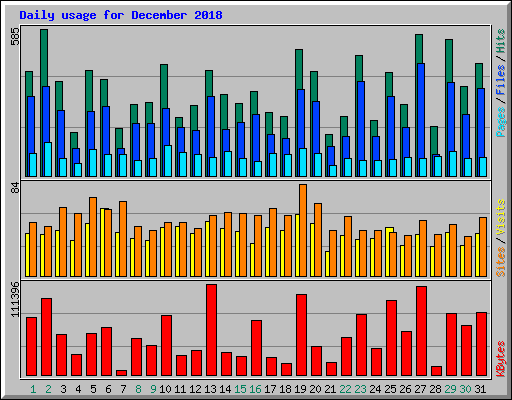 Daily usage for December 2018
585
Pages / Files / Hits
84
Sites / Visits
111396
KBytes
1 2 3 4 5 6 7 8 9 10 11 12 13 14 15 16 17 18 19 20 21 22 23 24 25 26 27 28 29 30 31